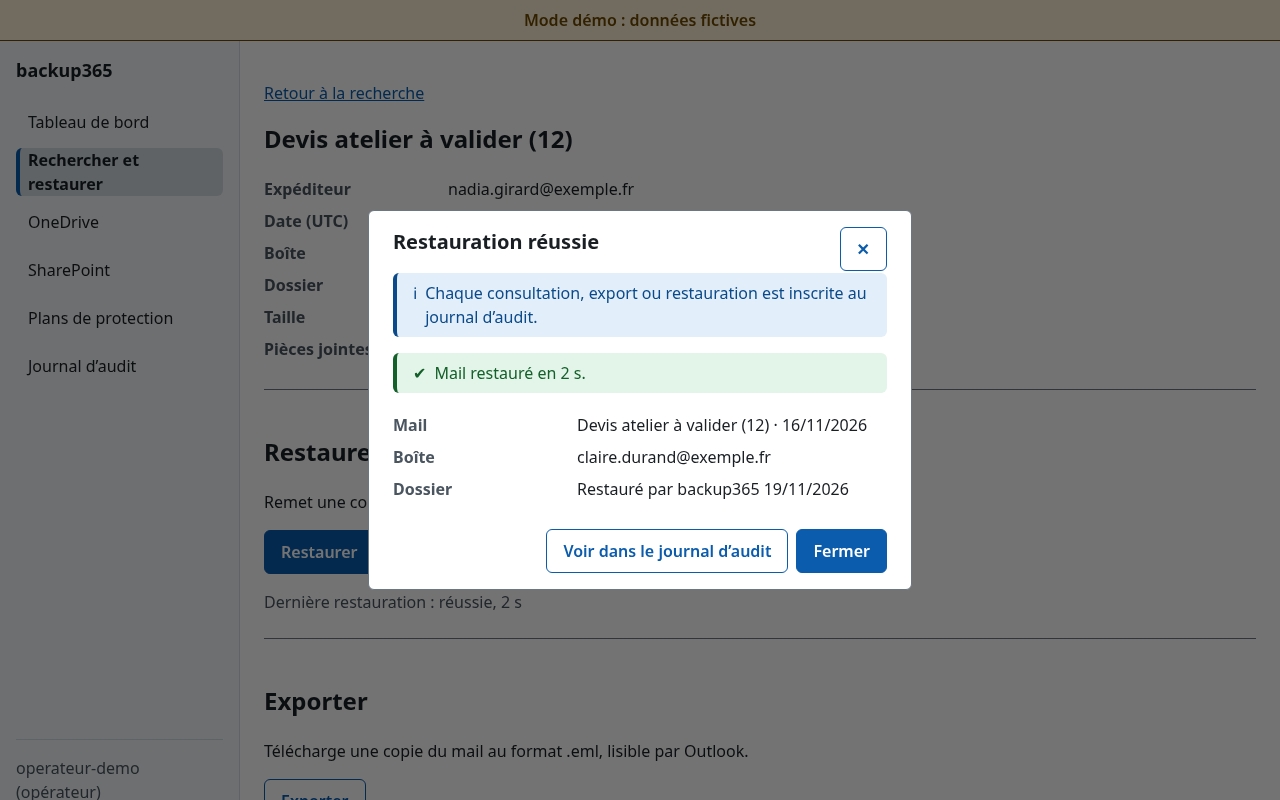 Mode démo : données fictives
backup365
Tableau de bord
Rechercher et
restaurer
OneDrive
SharePoint
Plans de protection
Journal d’audit
operateur-demo
(opérateur)
Retour à la recherche
Devis atelier à valider (12)
Expéditeur nadia.girard@exemple.fr
Date (UTC)
Boîte
Dossier
Taille
Pièces jointes
Restauration réussie
×
i Chaque consultation, export ou restauration est inscrite au
journal d’audit.
✔ Mail restauré en 2 s.
Mail Devis atelier à valider (12) · 16/11/2026
Boîte claire.durand@exemple.fr
Dossier Restauré par backup365 19/11/2026
Voir dans le journal d’audit
Fermer
Restaure
Remet une co
Restaurer
Dernière restauration : réussie, 2 s
Exporter
Télécharge une copie du mail au format .eml, lisible par Outlook.
Exporter